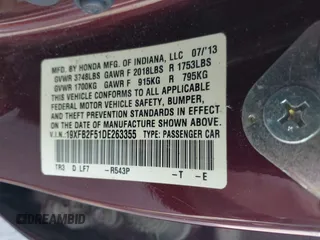 MFD. BY HONDA MFG. OF INDIANA, LLC 07/'13
GVWR 3748LBS GAWR F 2018LBS R 1753LBS
GVWR 1700KG GAWR F 915KG R 795KG
THIS VEHICLE CONFORMS TO ALL APPLICABLE
FEDERAL MOTOR VEHICLE SAFETY, BUMPER,
AND THEFT PREVENTION STANDARDS IN EFFECT ON
THE DATE OF MANUFACTURE SHOWN ABOVE.
V.I.N. 19XFB2F51DE263355 TYPE: PASSENGER CAR
TR3 D LF7 -R543P -T -E
DREAMBID